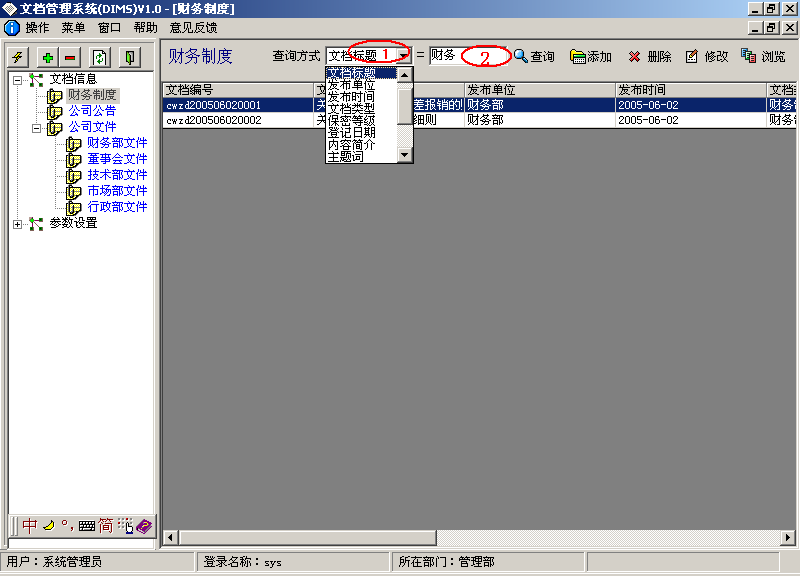 文档管理系统(DIMS)V1.0 - [财务制度]
操作 菜单 窗口 帮助 意见反馈
财务制度 查询方式 文档标题 1 = 财务 2 查询 添加 删除 修改 浏览
文档信息
财务制度
公司公告
公司文件
财务部文件
董事会文件
技术部文件
市场部文件
行政部文件
参数设置
文档标题
发布单位
发布时间
文档类型
保密等级
登记日期
内容简介
主题词
文档编号 发布单位 发布时间
cwzd200506020001 差报销的 财务部 2005-06-02 财务
cwzd200506020002 细则 财务部 2005-06-02 财务
中 简
用户：系统管理员 登录名称：sys 所在部门：管理部